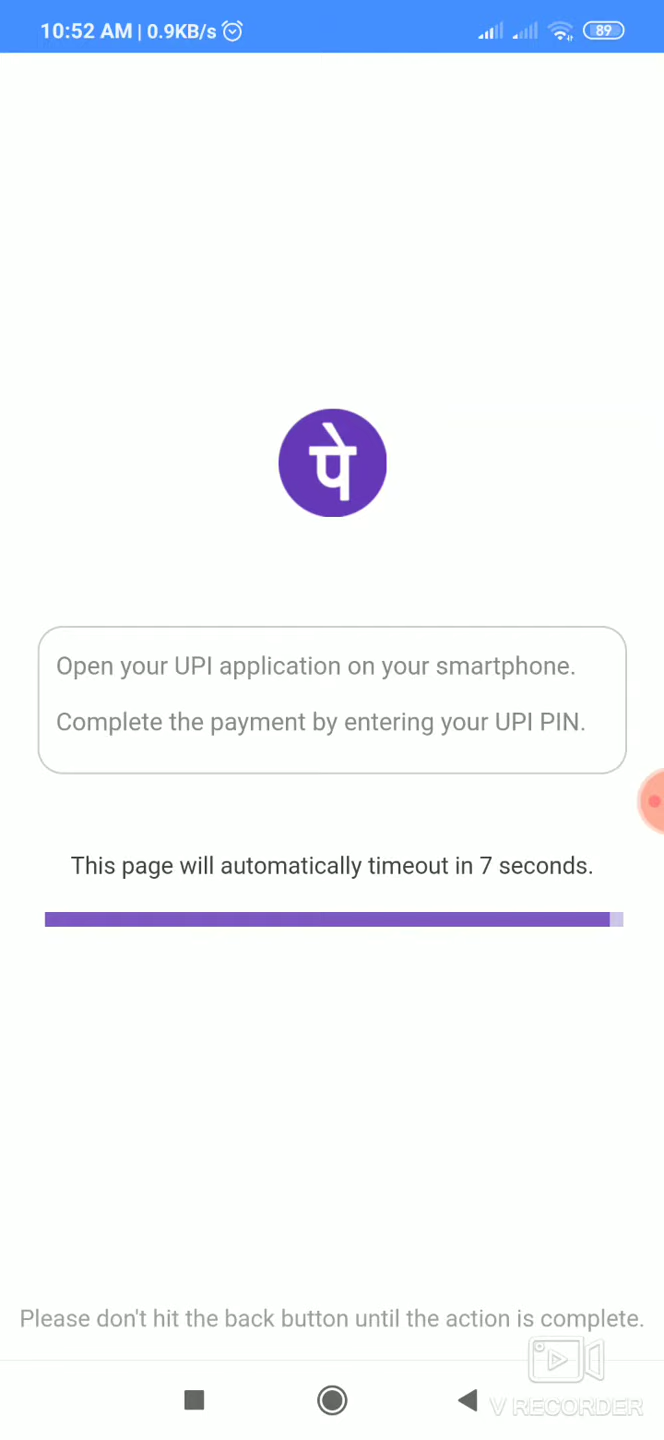 10:52 AM | 0.9KB/s 89
पे
Open your UPI application on your smartphone.
Complete the payment by entering your UPI PIN.
This page will automatically timeout in 7 seconds.
Please don't hit the back button until the action is complete.
V RECORDER